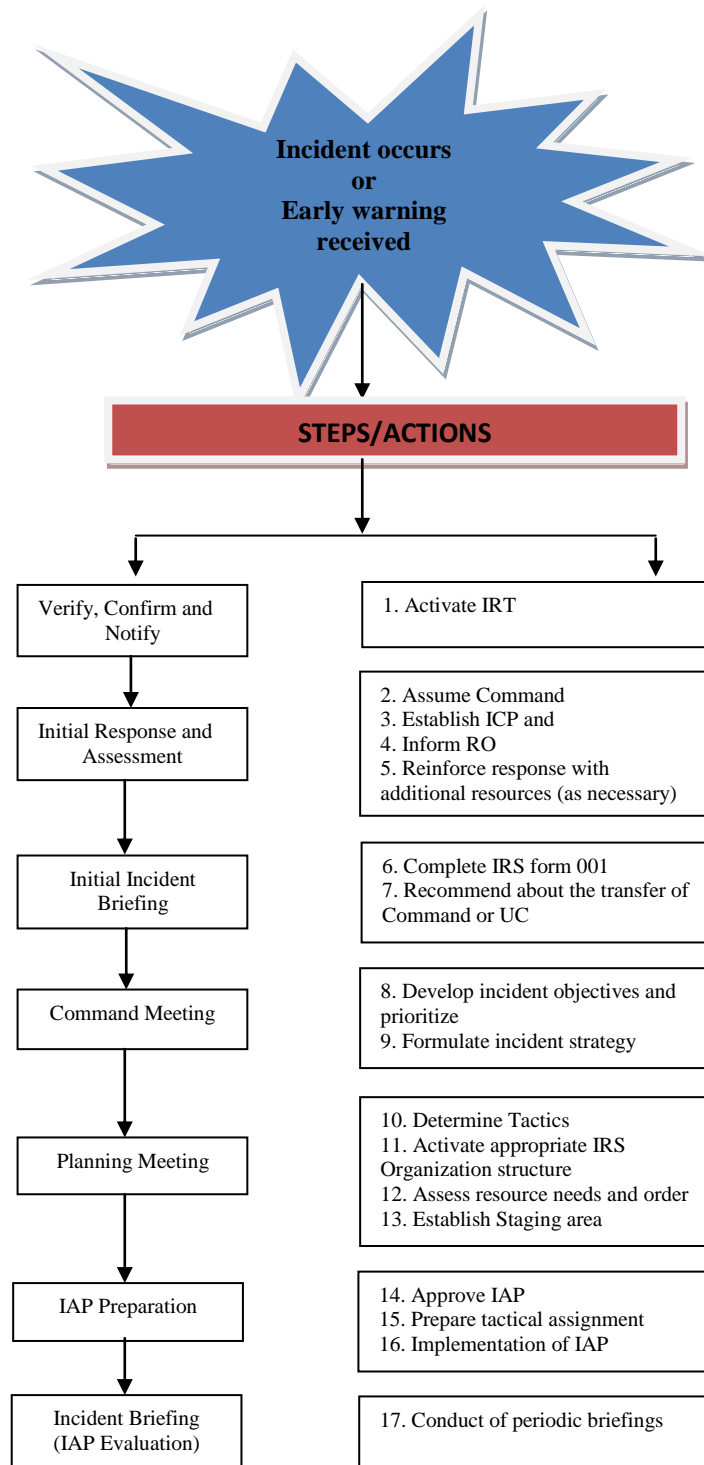 Incident occurs
or
Early warning
received
STEPS/ACTIONS
Verify, Confirm and
Notify
1. Activate IRT
Initial Response and
Assessment
2. Assume Command
3. Establish ICP and
4. Inform RO
5. Reinforce response with
additional resources (as necessary)
Initial Incident
Briefing
6. Complete IRS form 001
7. Recommend about the transfer of
Command or UC
Command Meeting
8. Develop incident objectives and
prioritize
9. Formulate incident strategy
Planning Meeting
10. Determine Tactics
11. Activate appropriate IRS
Organization structure
12. Assess resource needs and order
13. Establish Staging area
IAP Preparation
14. Approve IAP
15. Prepare tactical assignment
16. Implementation of IAP
Incident Briefing
(IAP Evaluation)
17. Conduct of periodic briefings